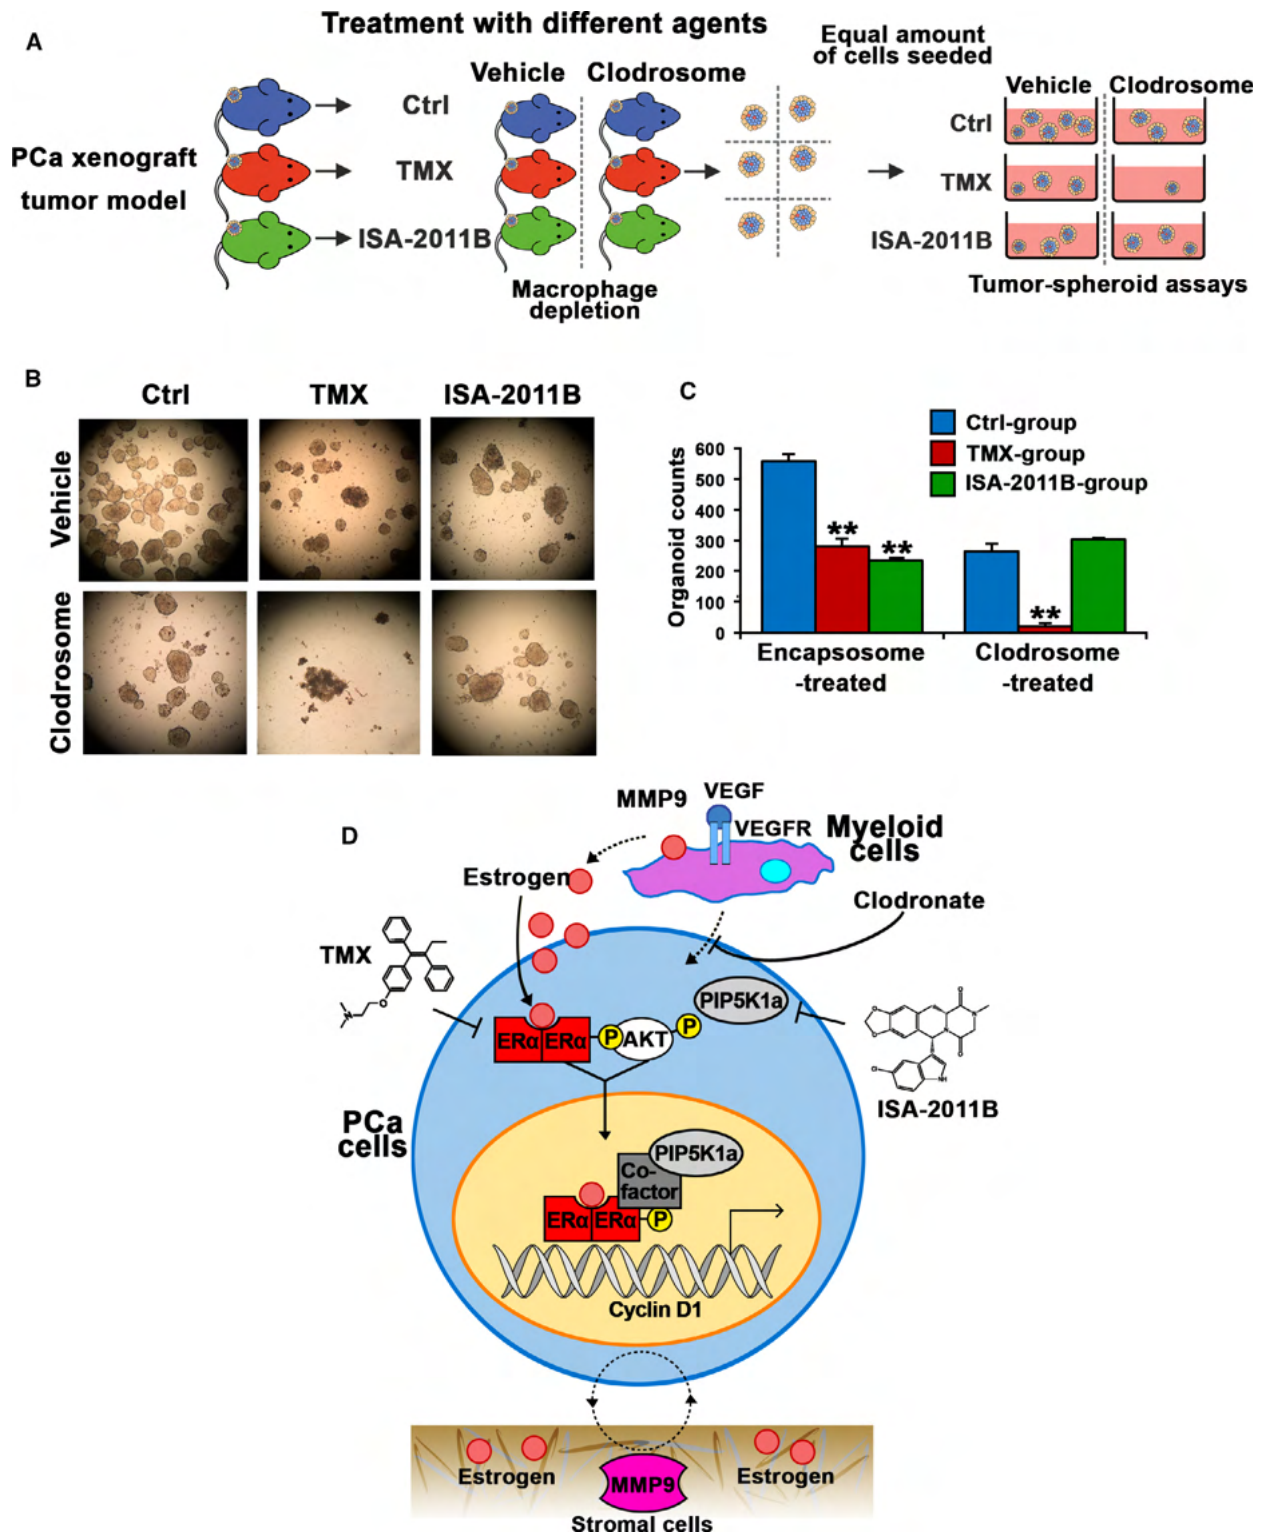 A
Treatment with different agents
Equal amount
of cells seeded
Vehicle
Clodrosome
Vehicle
Clodrosome
PCa xenograft
tumor model
Ctrl
TMX
ISA-2011B
Ctrl
TMX
ISA-2011B
Macrophage
depletion
Tumor-spheroid assays
B
Ctrl
TMX
ISA-2011B
Vehicle
Clodrosome
C
Ctrl-group
TMX-group
ISA-2011B-group
Organoid counts
600
500
400
300
200
100
0
**
**
**
Encapsosome
-treated
Clodrosome
-treated
D
MMP9
VEGF
VEGFR
Myeloid
cells
Estrogen
Clodronate
TMX
N
O
PIP5K1a
ERα
ERα
P
AKT
P
O
O
O
N
N
O
Cl
NH
ISA-2011B
PCa
cells
PIP5K1a
Co-
factor
ERα
ERα
P
Cyclin D1
Estrogen
MMP9
Estrogen
Stromal cells